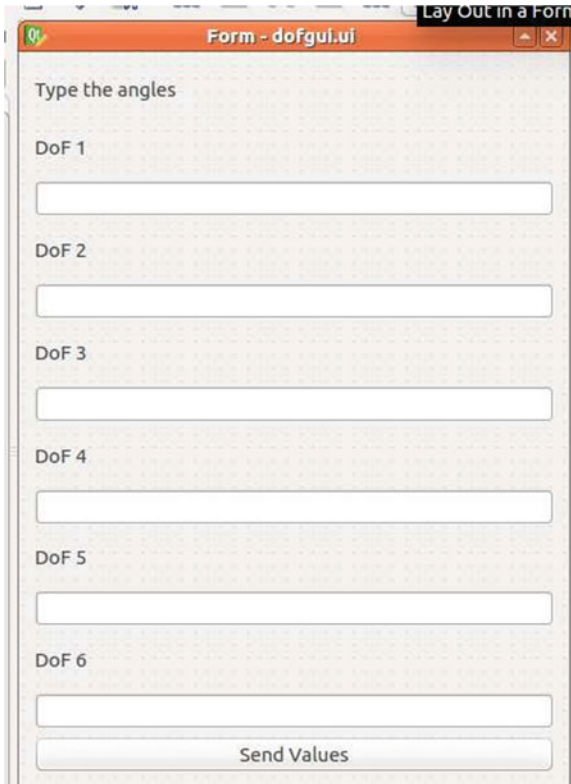 Lay Out in a Form
Form - dofgui.ui
Type the angles
DoF 1
DoF 2
DoF 3
DoF 4
DoF 5
DoF 6
Send Values